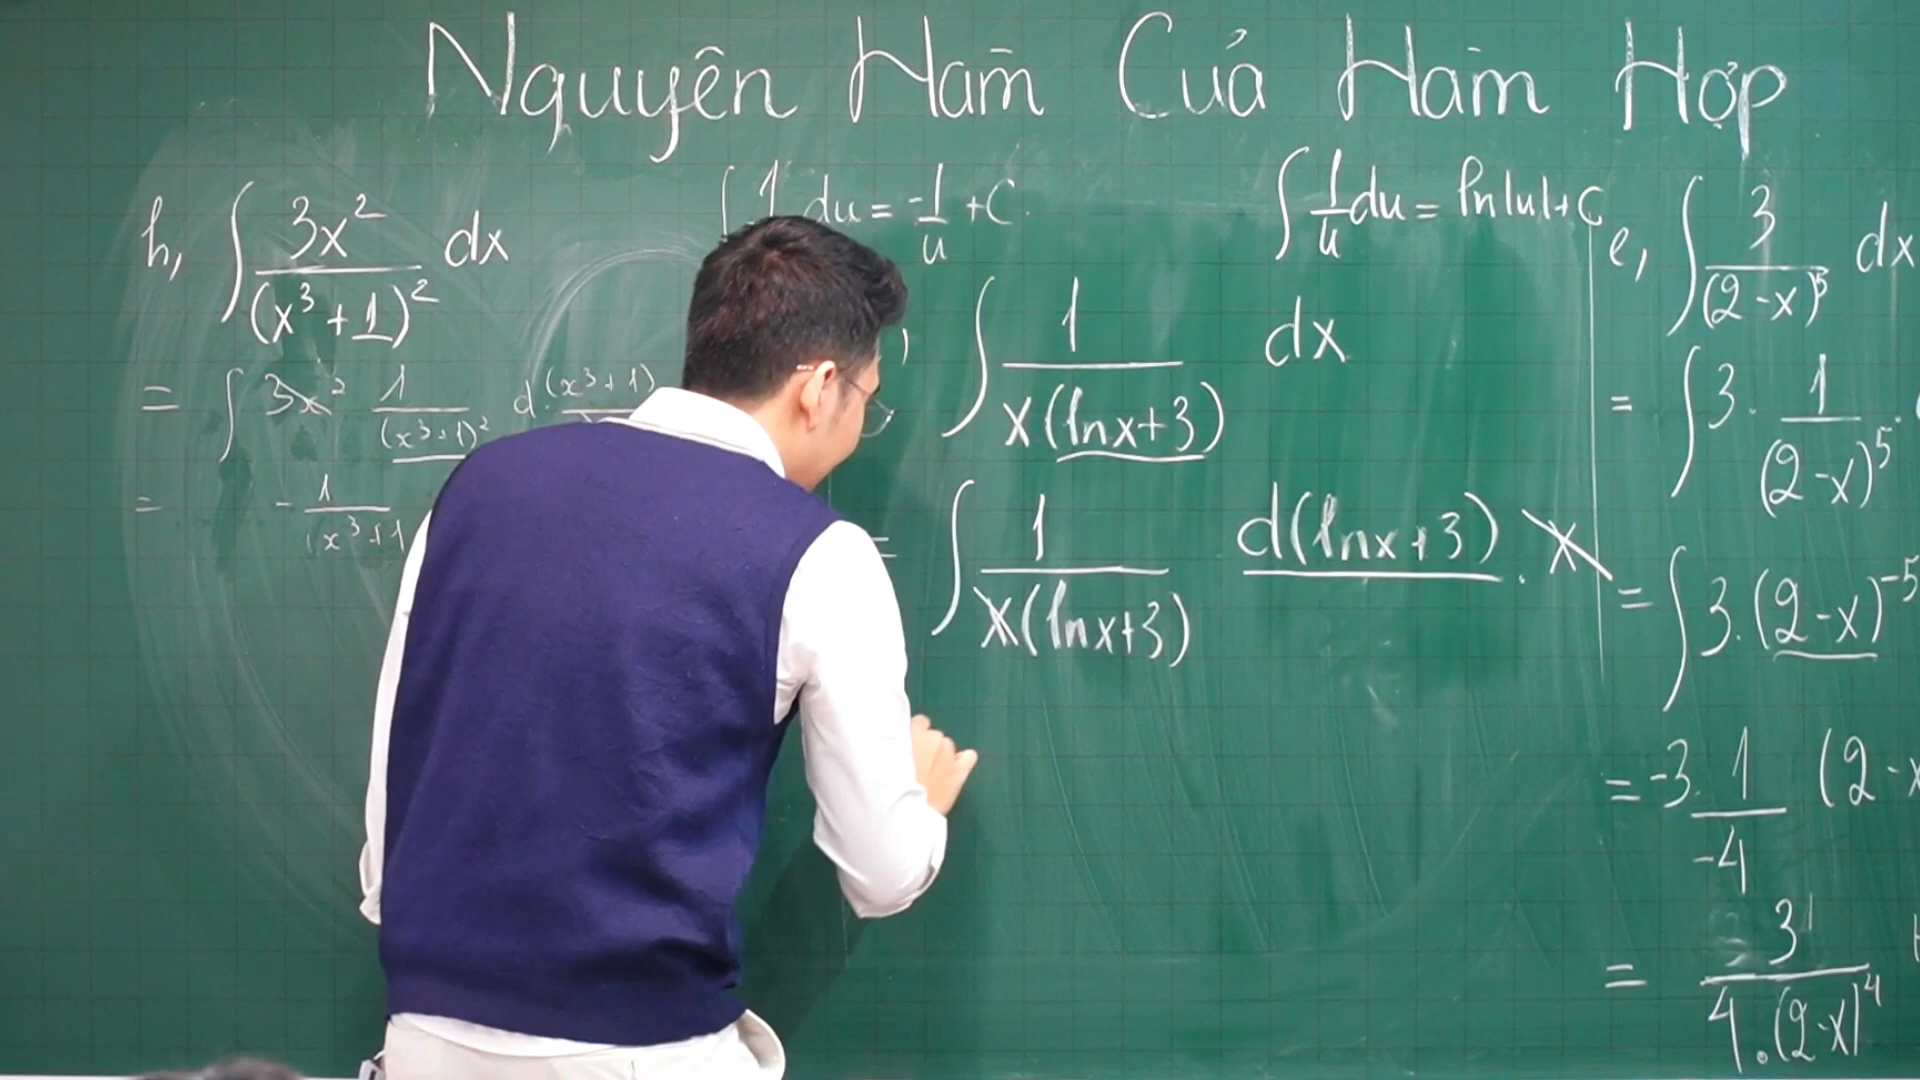 Nguyên Hàm Của Hàm Hợp
h, ∫ 3x²/(x³+1)² dx
= ∫ 3x² 1/(x³+1)² d(x³+1)
= -1/(x³+1
∫ 1 du = -1/u + C
∫ 1/u du = ln|u| + C
∫ 1/(x(lnx+3)) dx
= ∫ 1/(x(lnx+3)) d(lnx+3) . x
e, ∫ 3/(2-x)⁵ dx
= ∫ 3. 1/(2-x)⁵ .
= ∫ 3.(2-x)⁻⁵
= -3. 1/-4 (2-x
= 3/(4.(2-x)⁴)